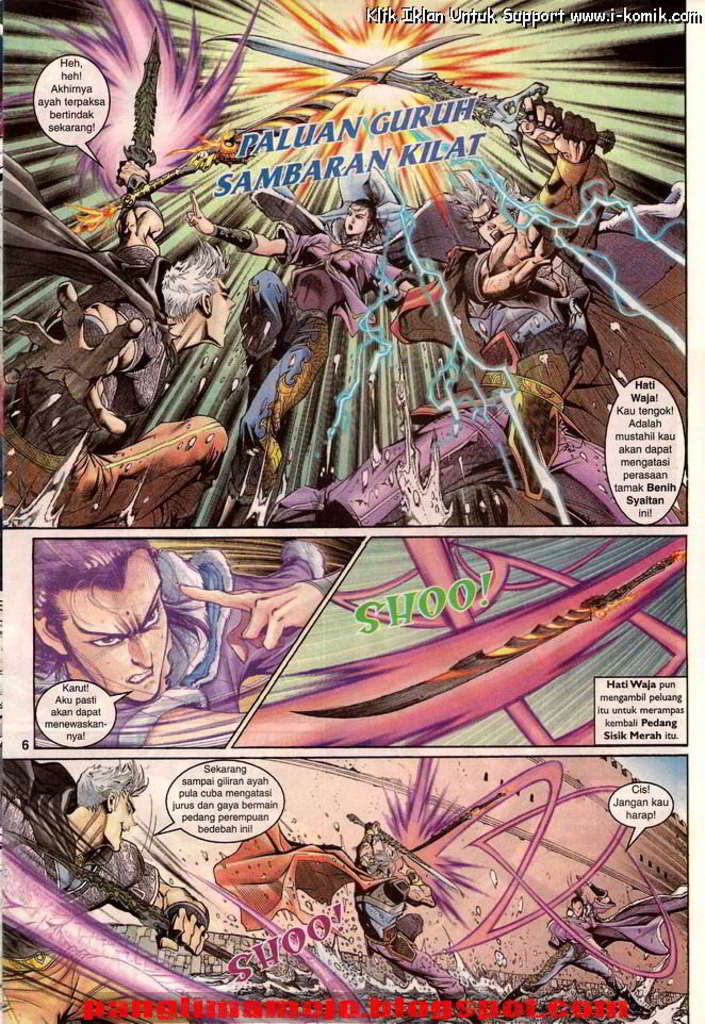 Klik Iklan Untuk Support www.i-komik.com
Heh,
heh!
Akhirnya
ayah terpaksa
bertindak
sekarang!
PALUAN GURUH
SAMBARAN KILAT
Hati
Waja!
Kau tengok!
Adalah
mustahil kau
akan dapat
mengatasi
perasaan
tamak Benih
Syaitan
ini!
Karut!
Aku pasti
akan dapat
menewaskan-
nya!
SHOO!
Hati Waja pun
mengambil peluang
itu untuk merampas
kembali Pedang
Sisik Merah itu.
6
Sekarang
sampai giliran ayah
pula cuba mengatasi
jurus dan gaya bermain
pedang perempuan
bedebah ini!
Cis!
Jangan kau
harap!
SHOO!
panglimamojo.blogspot.com